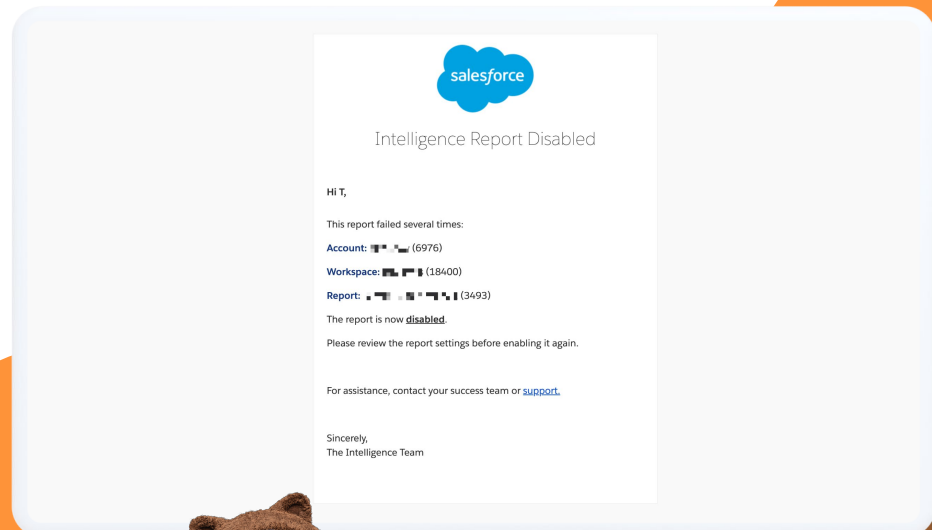 salesforce
Intelligence Report Disabled
Hi T,
This report failed several times:
Account: (6976)
Workspace: (18400)
Report: (3493)
The report is now disabled.
Please review the report settings before enabling it again.
For assistance, contact your success team or support.
Sincerely,
The Intelligence Team